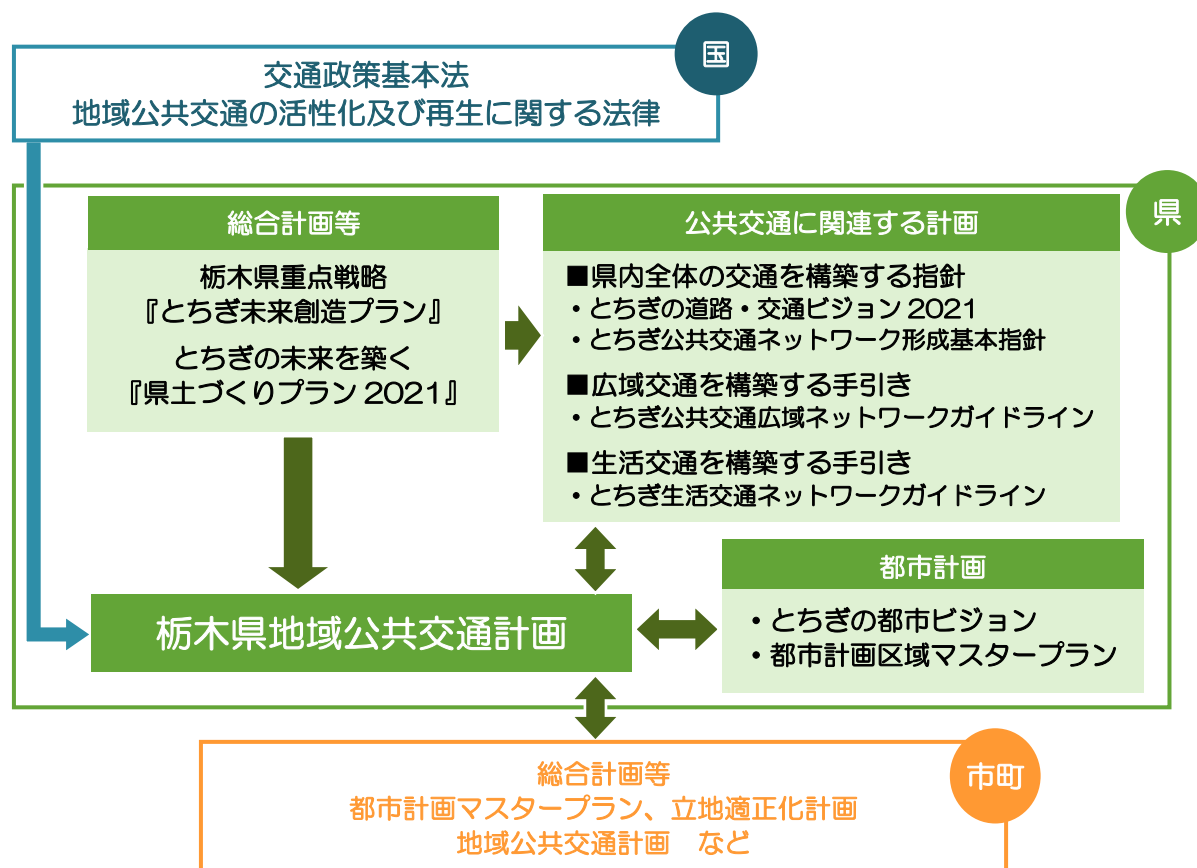 国
交通政策基本法
地域公共交通の活性化及び再生に関する法律
県
総合計画等
栃木県重点戦略
『とちぎ未来創造プラン』
とちぎの未来を築く
『県土づくりプラン2021』
公共交通に関連する計画
■県内全体の交通を構築する指針
・とちぎの道路・交通ビジョン2021
・とちぎ公共交通ネットワーク形成基本指針
■広域交通を構築する手引き
・とちぎ公共交通広域ネットワークガイドライン
■生活交通を構築する手引き
・とちぎ生活交通ネットワークガイドライン
都市計画
・とちぎの都市ビジョン
・都市計画区域マスタープラン
栃木県地域公共交通計画
市町
総合計画等
都市計画マスタープラン、立地適正化計画
地域公共交通計画　など